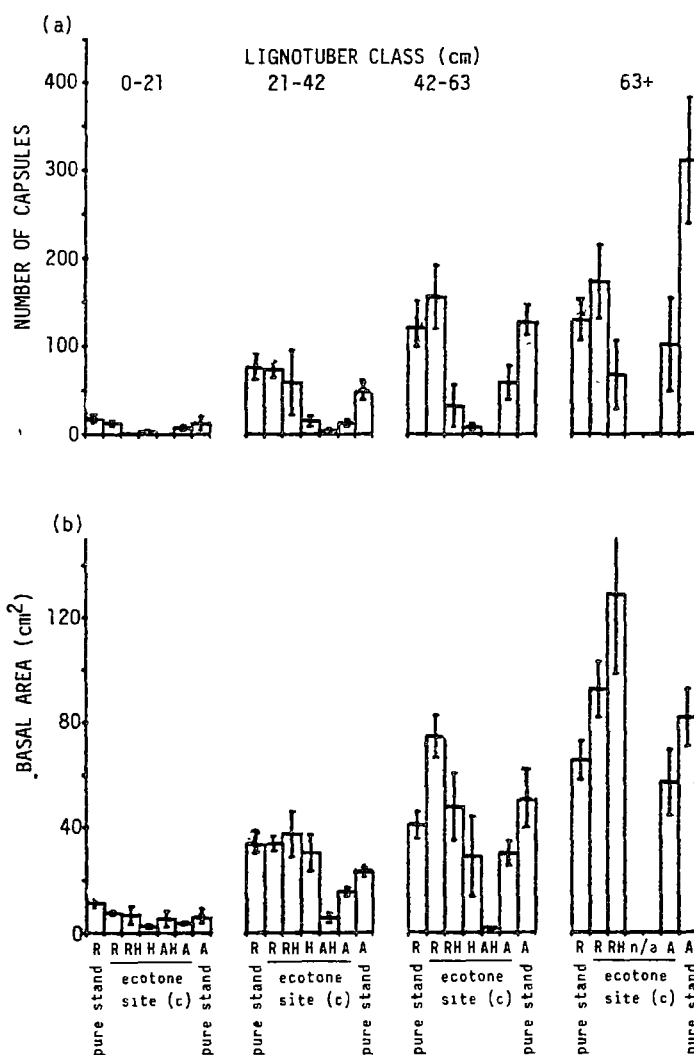 (a)
LIGNOTUBER CLASS (cm)
0-21 21-42 42-63 63+
NUMBER OF CAPSULES
400
300
200
100
0
(b)
BASAL AREA (cm²)
120
80
40
0
R R RH H AH A A R R RH H AH A A R R RH H AH A A R R RH n/a A A
pure stand ecotone site (c) pure stand
pure stand ecotone site (c) pure stand
pure stand ecotone site (c) pure stand
pure stand ecotone site (c) pure stand